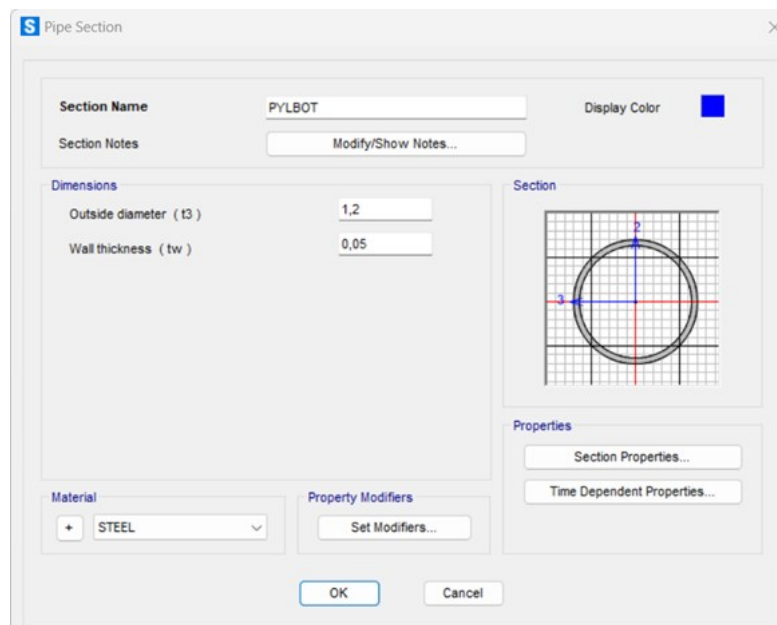 S Pipe Section
Section Name PYLBOT Display Color
Section Notes Modify/Show Notes...
Dimensions
Outside diameter ( t3 ) 1,2
Wall thickness ( tw ) 0,05
Section
2
3
Properties
Section Properties...
Time Dependent Properties...
Material
+ STEEL
Property Modifiers
Set Modifiers...
OK Cancel